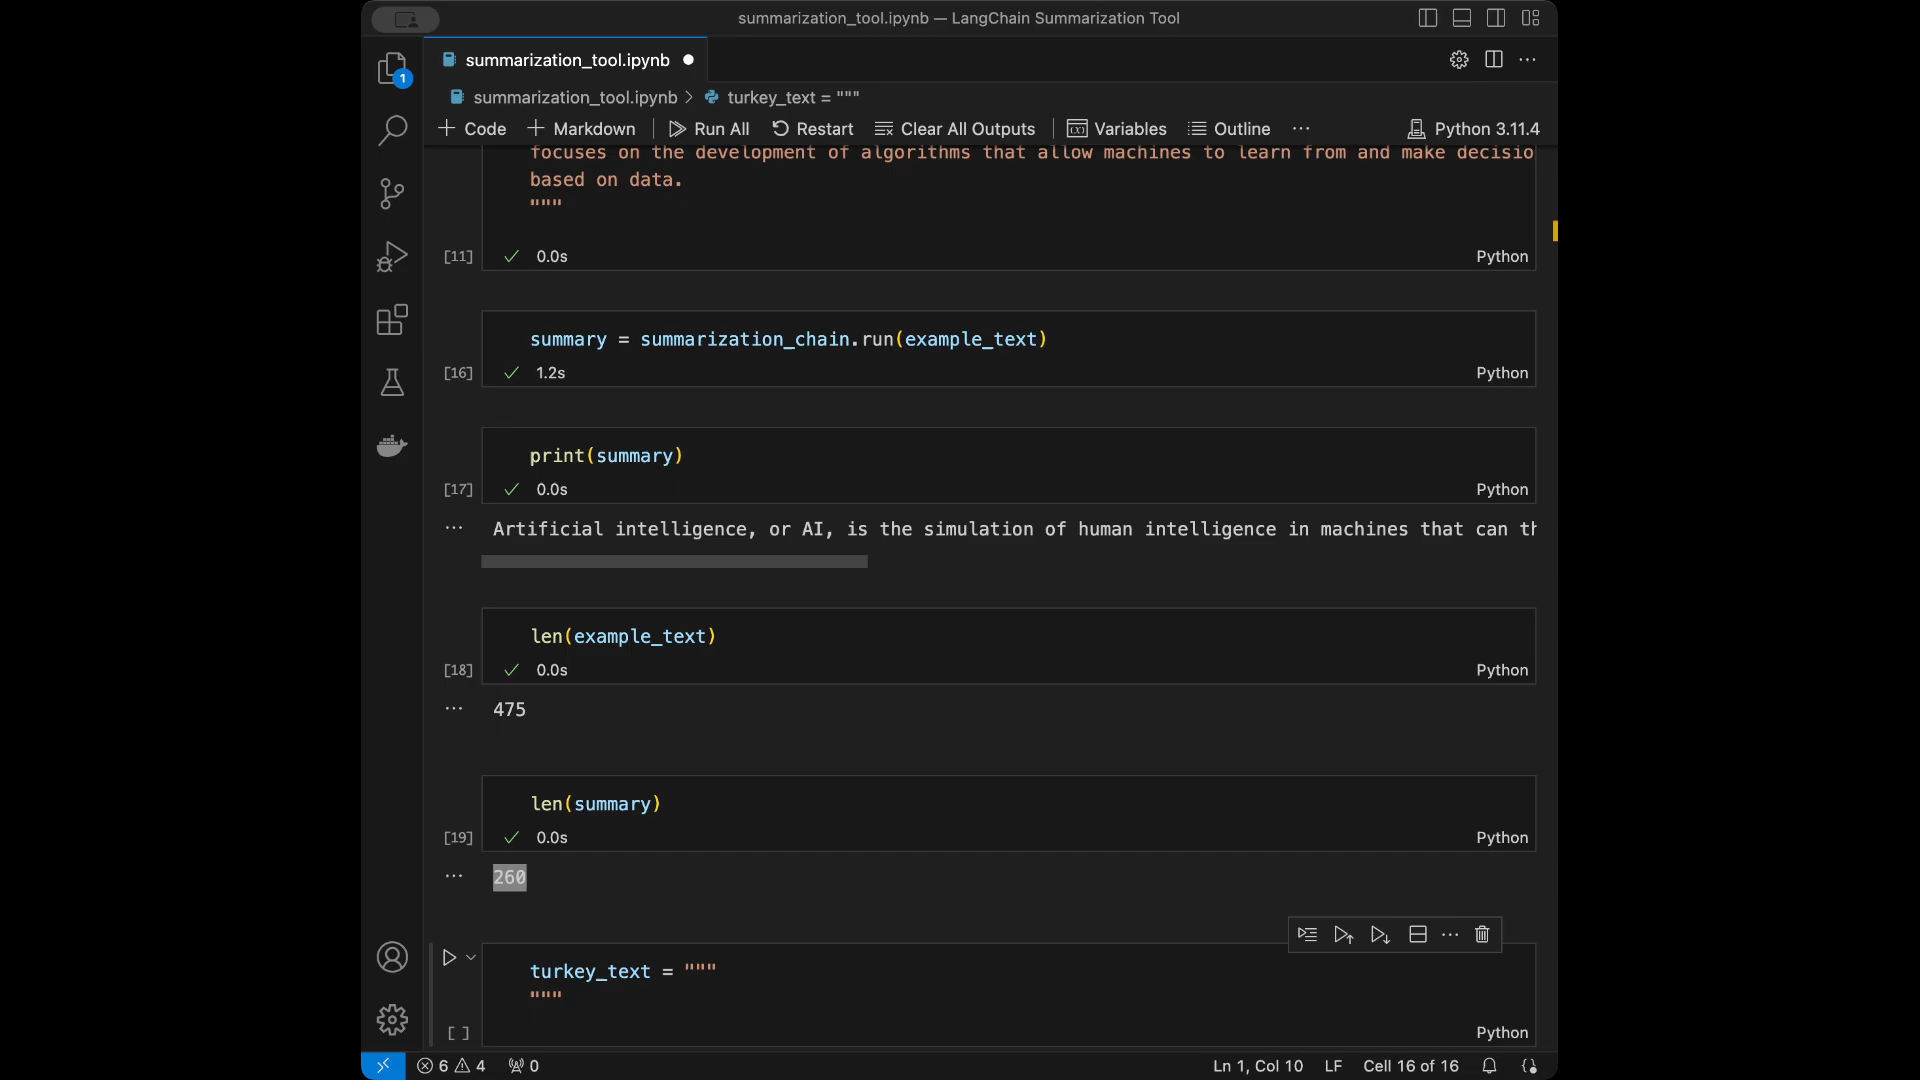 summarization_tool.ipynb — LangChain Summarization Tool
summarization_tool.ipynb
1
summarization_tool.ipynb > turkey_text = """
+ Code + Markdown Run All Restart Clear All Outputs Variables Outline ... Python 3.11.4
focuses on the development of algorithms that allow machines to learn from and make decisio
based on data.
"""
[11] 0.0s Python
summary = summarization_chain.run(example_text)
[16] 1.2s Python
print(summary)
[17] 0.0s Python
... Artificial intelligence, or AI, is the simulation of human intelligence in machines that can th
len(example_text)
[18] 0.0s Python
... 475
len(summary)
[19] 0.0s Python
... 260
turkey_text = """
"""
[ ] Python
6 4 0 Ln 1, Col 10 LF Cell 16 of 16